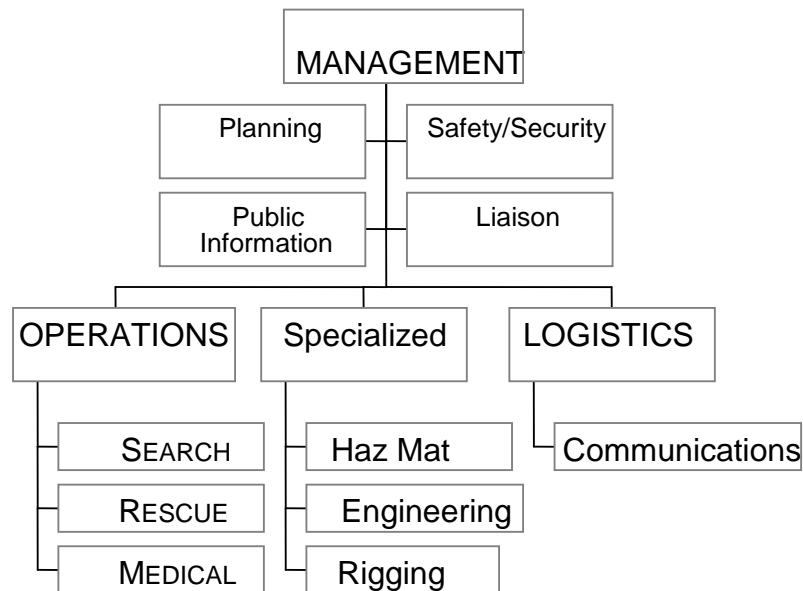 MANAGEMENT
Planning
Safety/Security
Public
Information
Liaison
OPERATIONS
Specialized
LOGISTICS
SEARCH
Haz Mat
Communications
RESCUE
Engineering
MEDICAL
Rigging